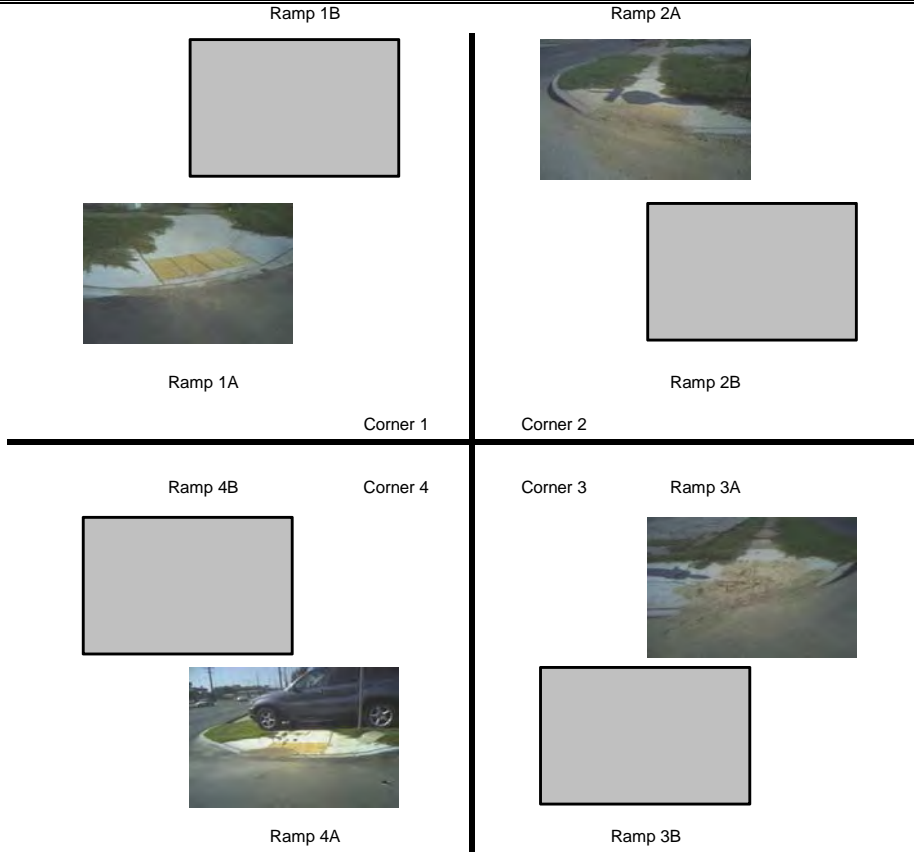 Ramp 1B Ramp 2A
Ramp 1A Ramp 2B
Corner 1 Corner 2
Ramp 4B Corner 4 Corner 3 Ramp 3A
Ramp 4A Ramp 3B